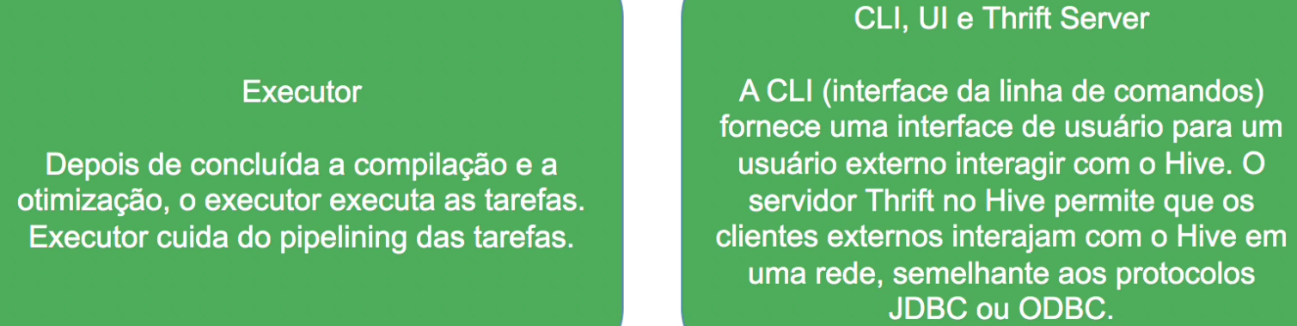 Executor
Depois de concluída a compilação e a
otimização, o executor executa as tarefas.
Executor cuida do pipelining das tarefas.
CLI, UI e Thrift Server
A CLI (interface da linha de comandos)
fornece uma interface de usuário para um
usuário externo interagir com o Hive. O
servidor Thrift no Hive permite que os
clientes externos interajam com o Hive em
uma rede, semelhante aos protocolos
JDBC ou ODBC.